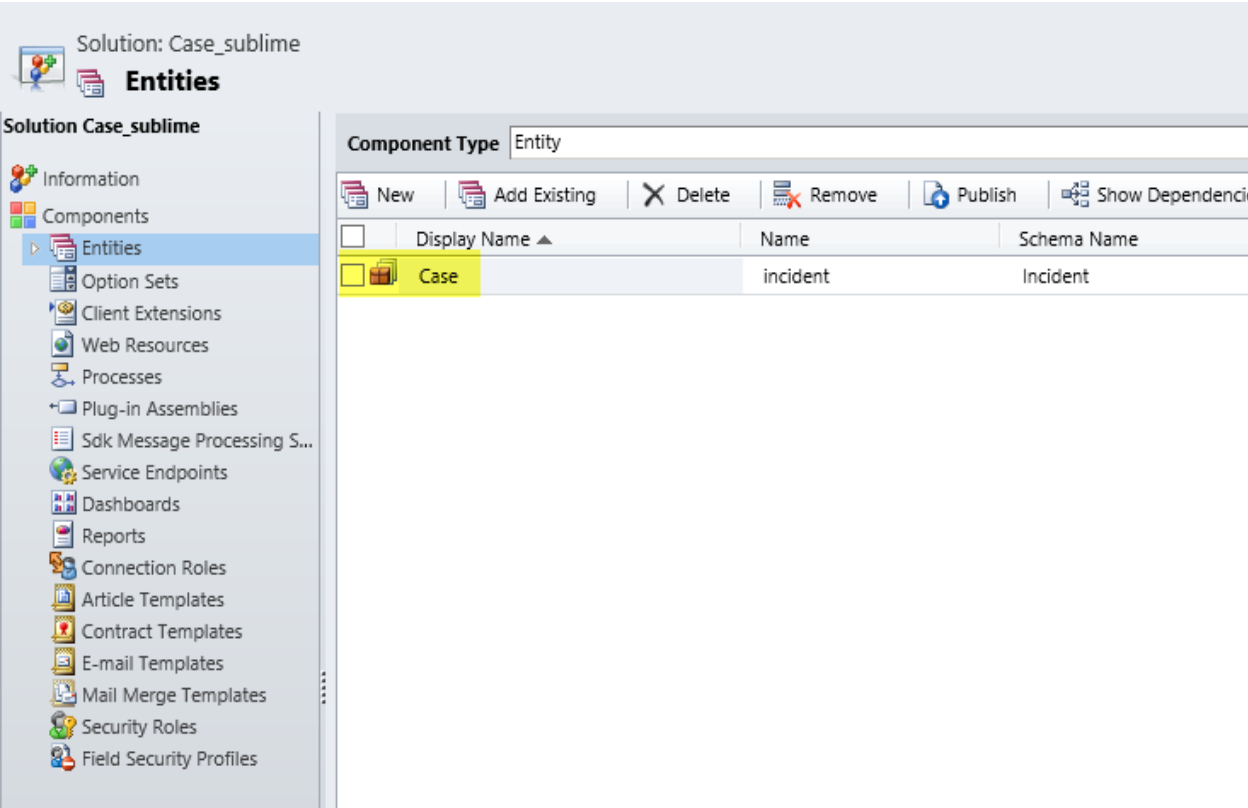 Solution: Case_sublime
Entities
Solution Case_sublime
Information
Components
Entities
Option Sets
Client Extensions
Web Resources
Processes
Plug-in Assemblies
Sdk Message Processing S...
Service Endpoints
Dashboards
Reports
Connection Roles
Article Templates
Contract Templates
E-mail Templates
Mail Merge Templates
Security Roles
Field Security Profiles
Component Type Entity
New Add Existing Delete Remove Publish Show Dependenci
Display Name Name Schema Name
Case incident Incident